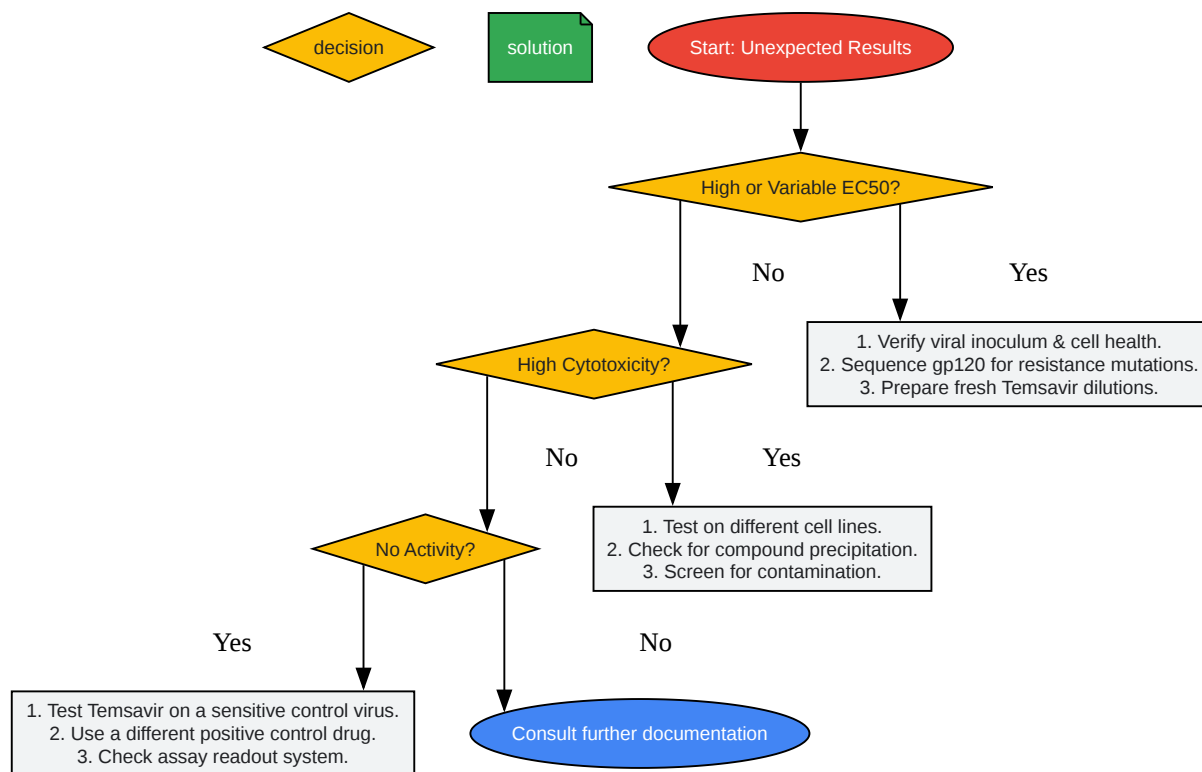 decision
solution
Start: Unexpected Results
High or Variable EC50?
No
Yes
1. Verify viral inoculum & cell health.
2. Sequence gp120 for resistance mutations.
3. Prepare fresh Temsavir dilutions.
High Cytotoxicity?
No
Yes
1. Test on different cell lines.
2. Check for compound precipitation.
3. Screen for contamination.
No Activity?
Yes
No
1. Test Temsavir on a sensitive control virus.
2. Use a different positive control drug.
3. Check assay readout system.
Consult further documentation